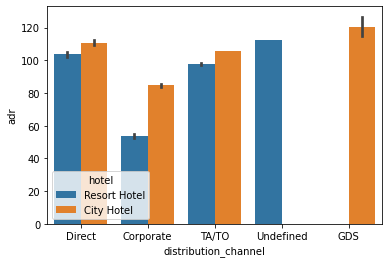 adr
120
100
80
60
40
20
0
hotel
Resort Hotel
City Hotel
Direct Corporate TA/TO Undefined GDS
distribution_channel